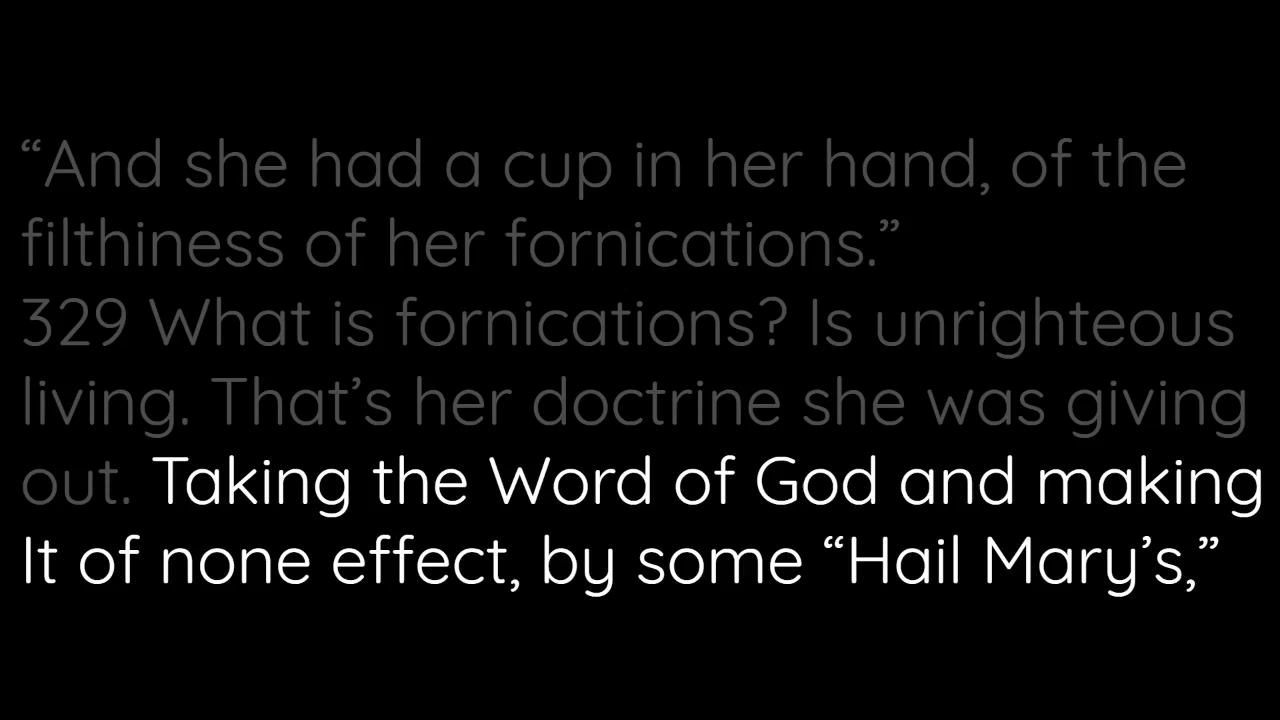 “And she had a cup in her hand, of the
filthiness of her fornications.”
329 What is fornications? Is unrighteous
living. That’s her doctrine she was giving
out. Taking the Word of God and making
It of none effect, by some “Hail Mary’s,”